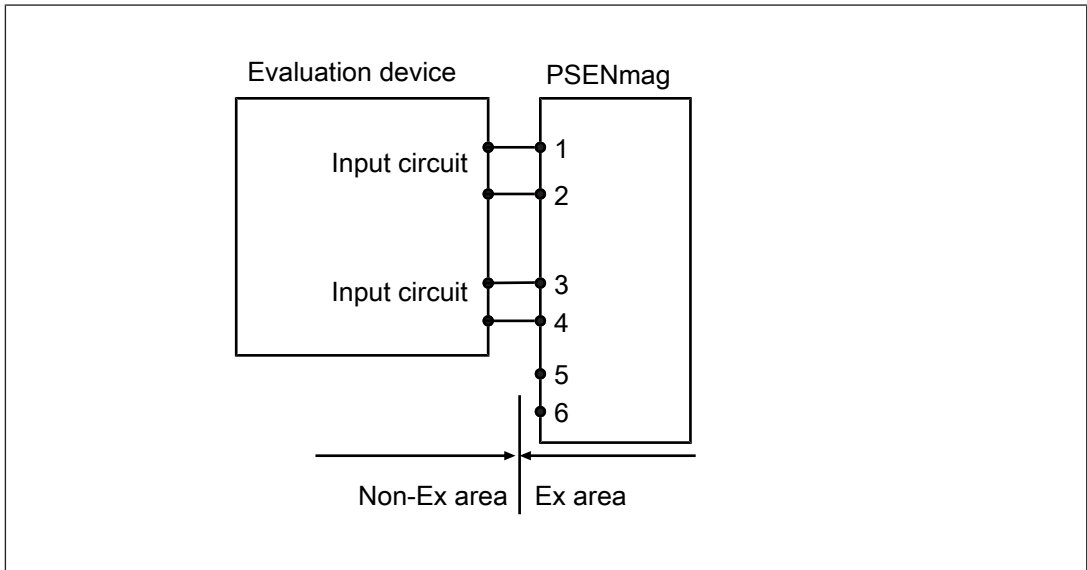 Evaluation device
PSENmag
Input circuit
1
2
Input circuit
3
4
5
6
Non-Ex area
Ex area